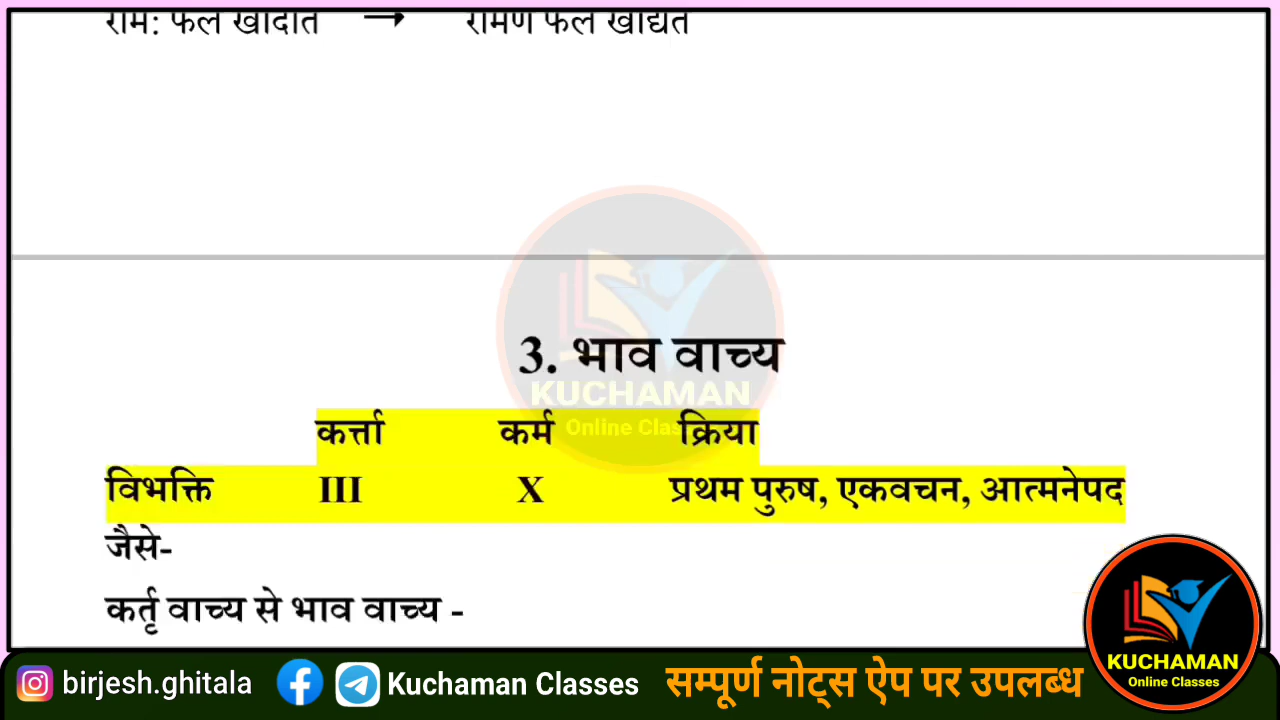 राम: फल खादति → रामेण फल खाद्यते
3. भाव वाच्य
कर्त्ता कर्म क्रिया
विभक्ति III X प्रथम पुरुष, एकवचन, आत्मनेपद
जैसे-
कर्तृ वाच्य से भाव वाच्य -
KUCHAMAN
Online Classes
KUCHAMAN
Online Classes
birjesh.ghitala Kuchaman Classes सम्पूर्ण नोट्स ऐप पर उपलब्ध